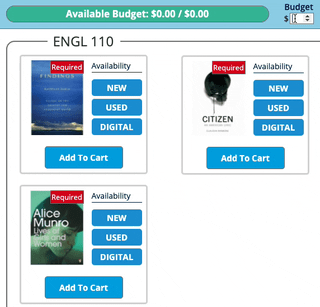 Available Budget: $0.00 / $0.00
Budget
$
ENGL 110
Required
Availability
FINDINGS
NEW
USED
DIGITAL
Add To Cart
Required
Availability
CITIZEN
NEW
USED
DIGITAL
Add To Cart
Required
Availability
Alice
Munro
Lives of
Girls and
Women
NEW
USED
DIGITAL
Add To Cart